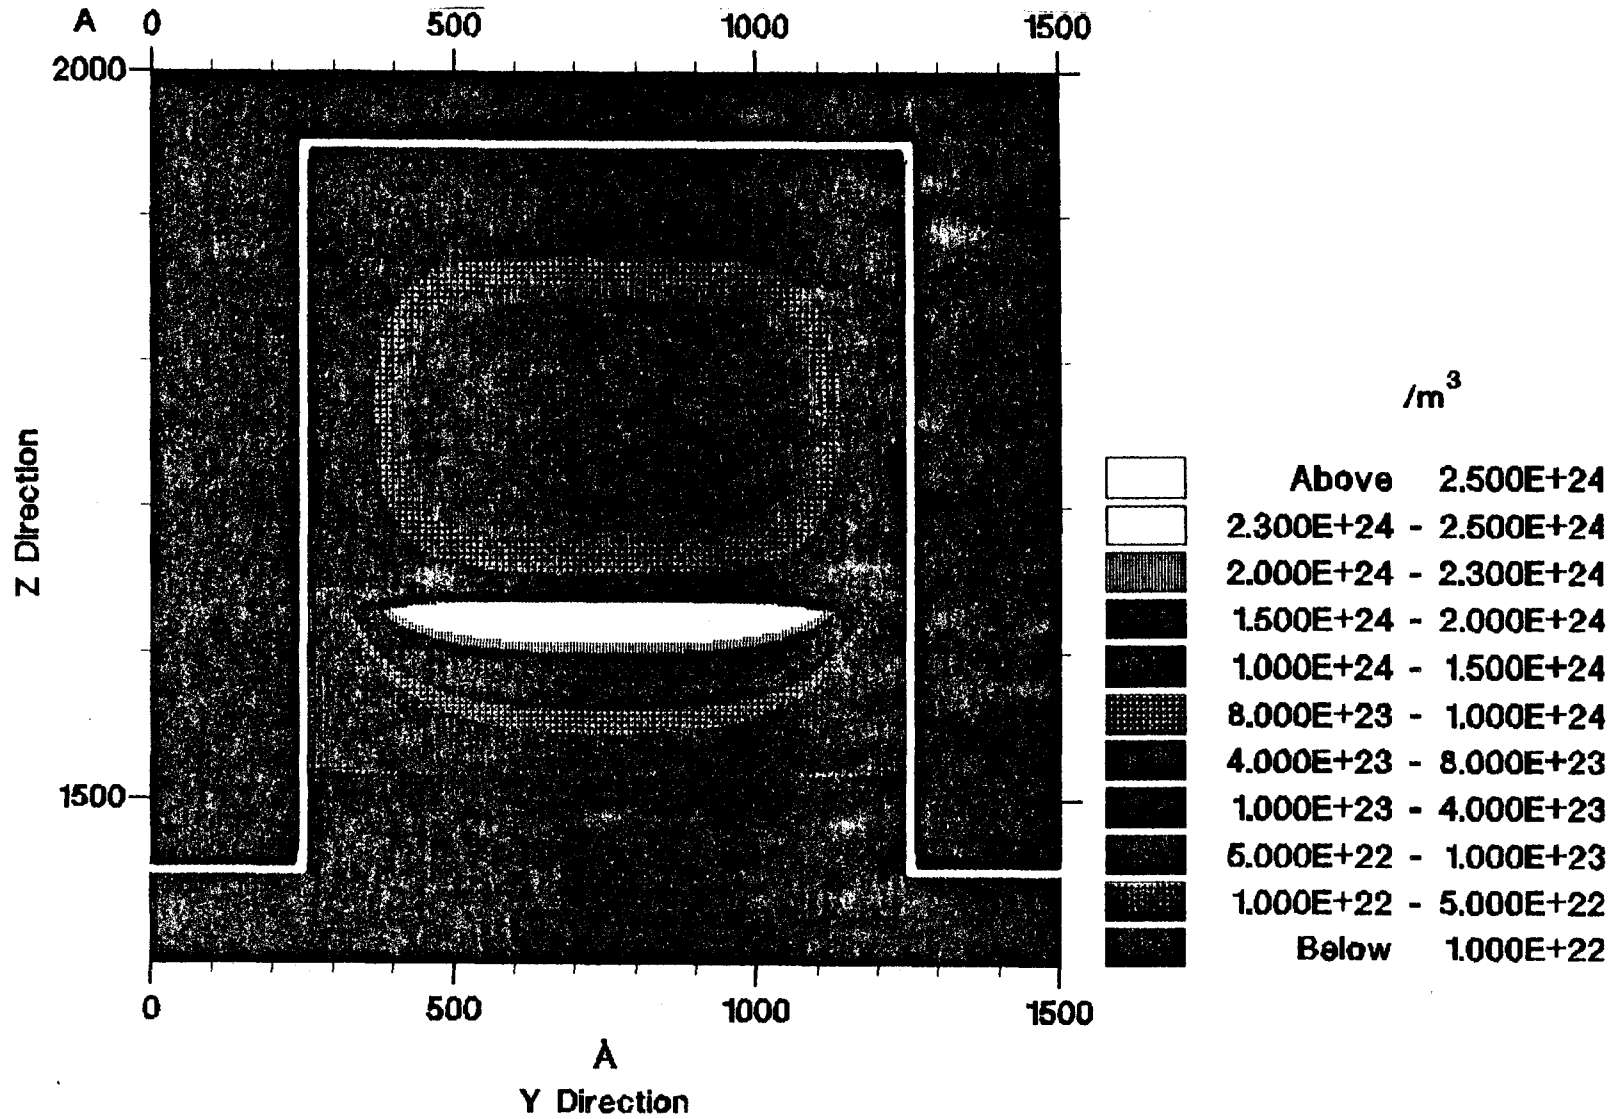 A 0 500 1000 1500
2000
1500
Z Direction
0 500 1000 1500
Å
Y Direction
/m³
Above 2.500E+24
2.300E+24 - 2.500E+24
2.000E+24 - 2.300E+24
1.500E+24 - 2.000E+24
1.000E+24 - 1.500E+24
8.000E+23 - 1.000E+24
4.000E+23 - 8.000E+23
1.000E+23 - 4.000E+23
5.000E+22 - 1.000E+23
1.000E+22 - 5.000E+22
Below 1.000E+22